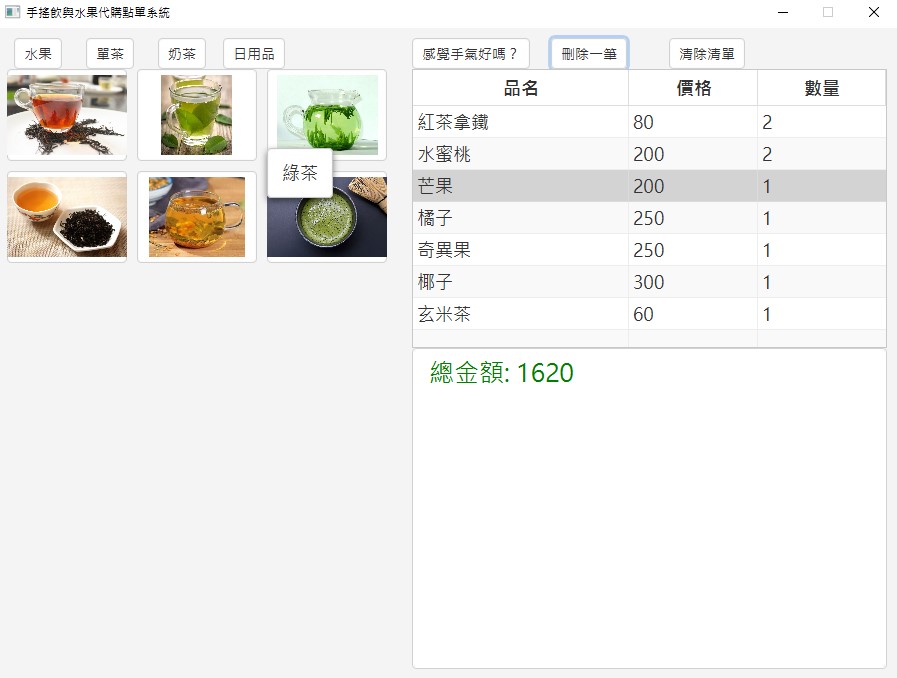 手搖飲與水果代購點單系統
水果 單茶 奶茶 日用品 感覺手氣好嗎？ 刪除一筆 清除清單
品名 價格 數量
紅茶拿鐵 80 2
水蜜桃 200 2
芒果 200 1
橘子 250 1
奇異果 250 1
椰子 300 1
玄米茶 60 1
綠茶
總金額: 1620